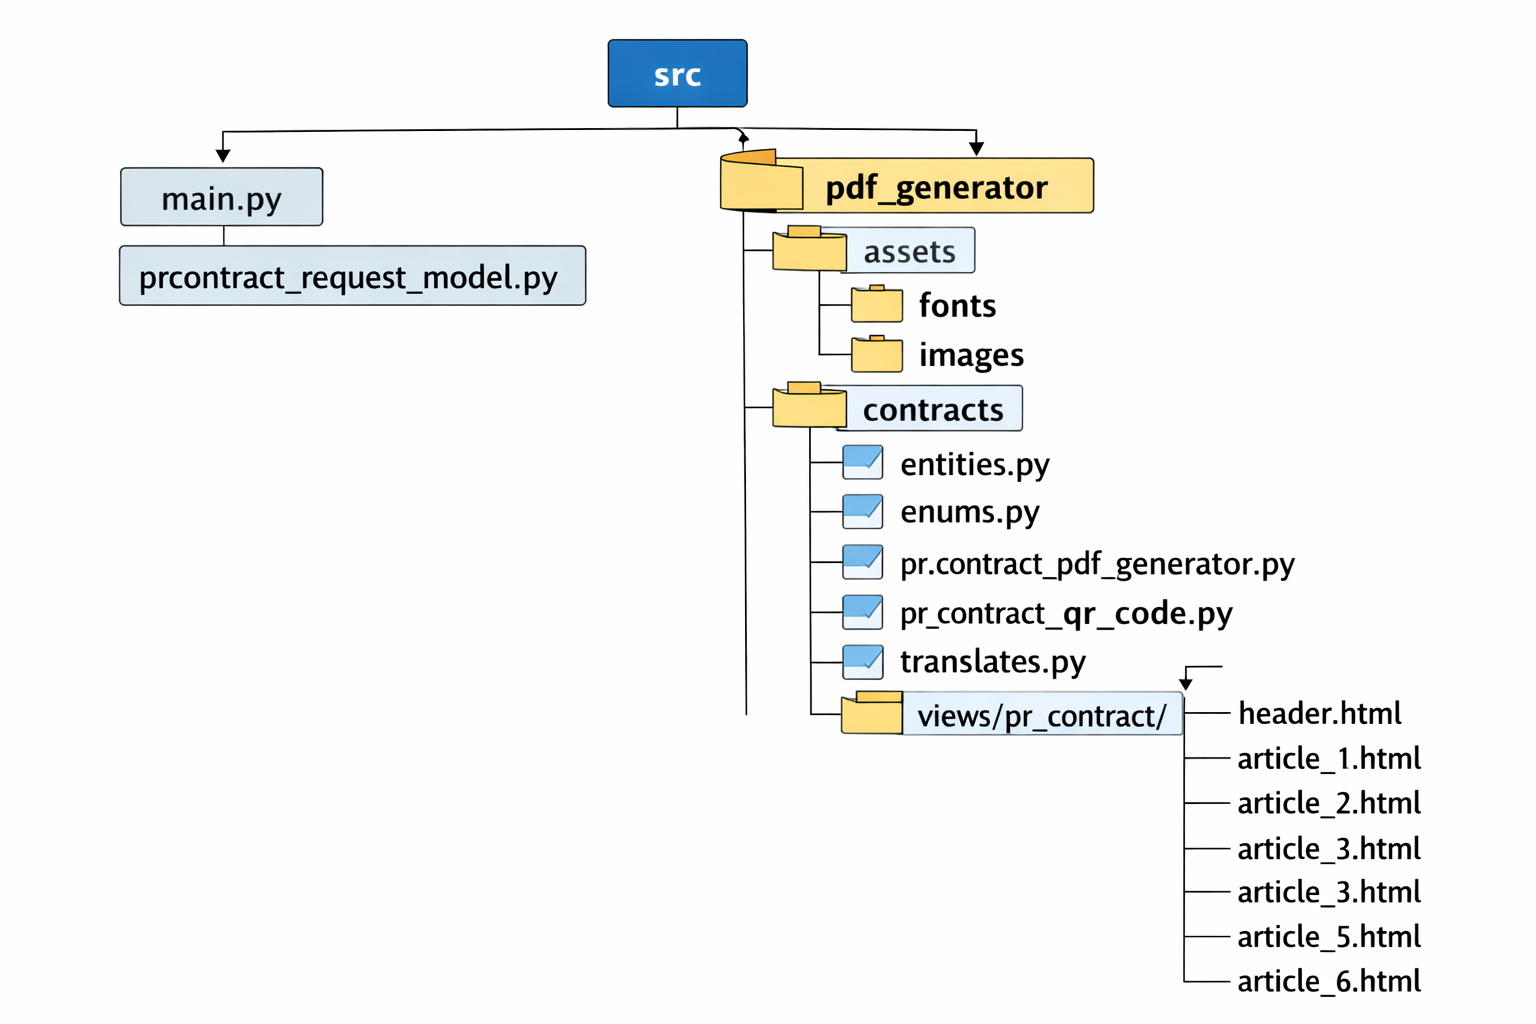 src
main.py
prcontract_request_model.py
pdf_generator
assets
fonts
images
contracts
entities.py
enums.py
pr.contract_pdf_generator.py
pr_contract_qr_code.py
translates.py
views/pr_contract/
header.html
article_1.html
article_2.html
article_3.html
article_3.html
article_5.html
article_6.html